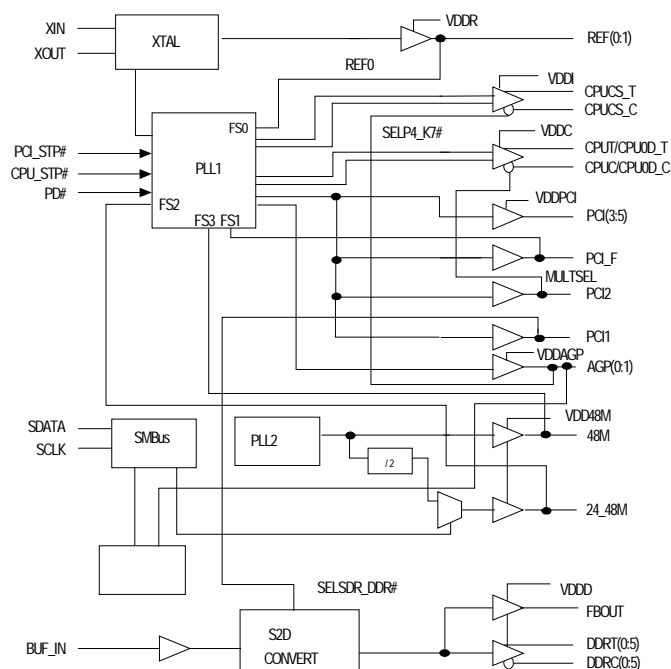 XIN
XOUT
XTAL
VDDR
REF(0:1)
REF0
FS0
PLL1
FS2
FS3 FS1
PCI_STP#
CPU_STP#
PD#
VDDI
CPUCS_T
CPUCS_C
SELP4_K7#
VDDC
CPUT/CPU0D_T
CPUC/CPU0D_C
VDDPCI
PCI(3:5)
PCI_F
MULTSEL
PCI2
PCI1
VDDAGP
AGP(0:1)
SDATA
SCLK
SMBus
PLL2
/2
VDD48M
48M
24_48M
SELSDR_DDR#
BUF_IN
S2D
CONVERT
VDDD
FBOUT
DDRT(0:5)
DDRC(0:5)